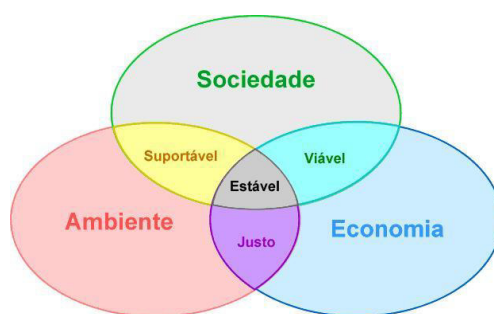 Sociedade
Suportável
Viável
Estável
Ambiente
Economia
Justo